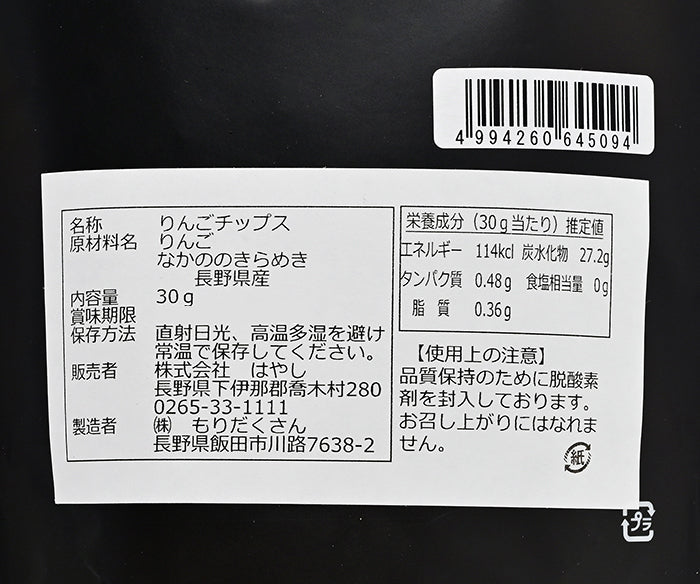 4 994260 645094
名称 りんごチップス
原材料名 りんご
なかののきらめき
長野県産
内容量 30g
賞味期限
保存方法 直射日光、高温多湿を避け
常温で保存してください。
販売者 株式会社 はやし
長野県下伊那郡喬木村280
0265-33-1111
製造者 ㈱ もりだくさん
長野県飯田市川路7638-2
栄養成分（30g当たり）推定値
エネルギー 114kcl 炭水化物 27.2g
タンパク質 0.48g 食塩相当量 0g
脂 質 0.36g
【使用上の注意】
品質保持のために脱酸素
剤を封入しております。
お召し上がりにはなれま
せん。
紙
プラ